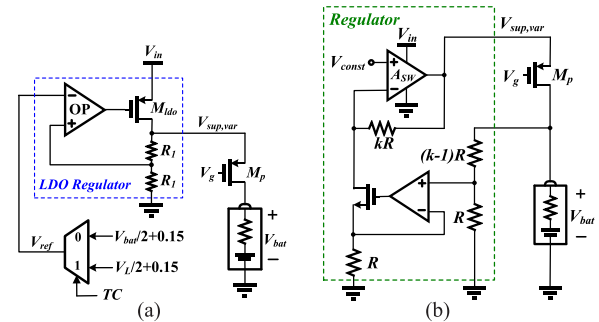 V_in
OP
M_ldo
V_sup,var
R_1
R_1
LDO Regulator
V_g
M_p
+
V_bat
−
V_ref
0
1
V_bat/2+0.15
V_L/2+0.15
TC
(a)
Regulator
V_in
V_sup,var
V_const
+
A_SW
−
V_g
M_p
kR
(k-1)R
+
−
R
R
+
V_bat
−
(b)